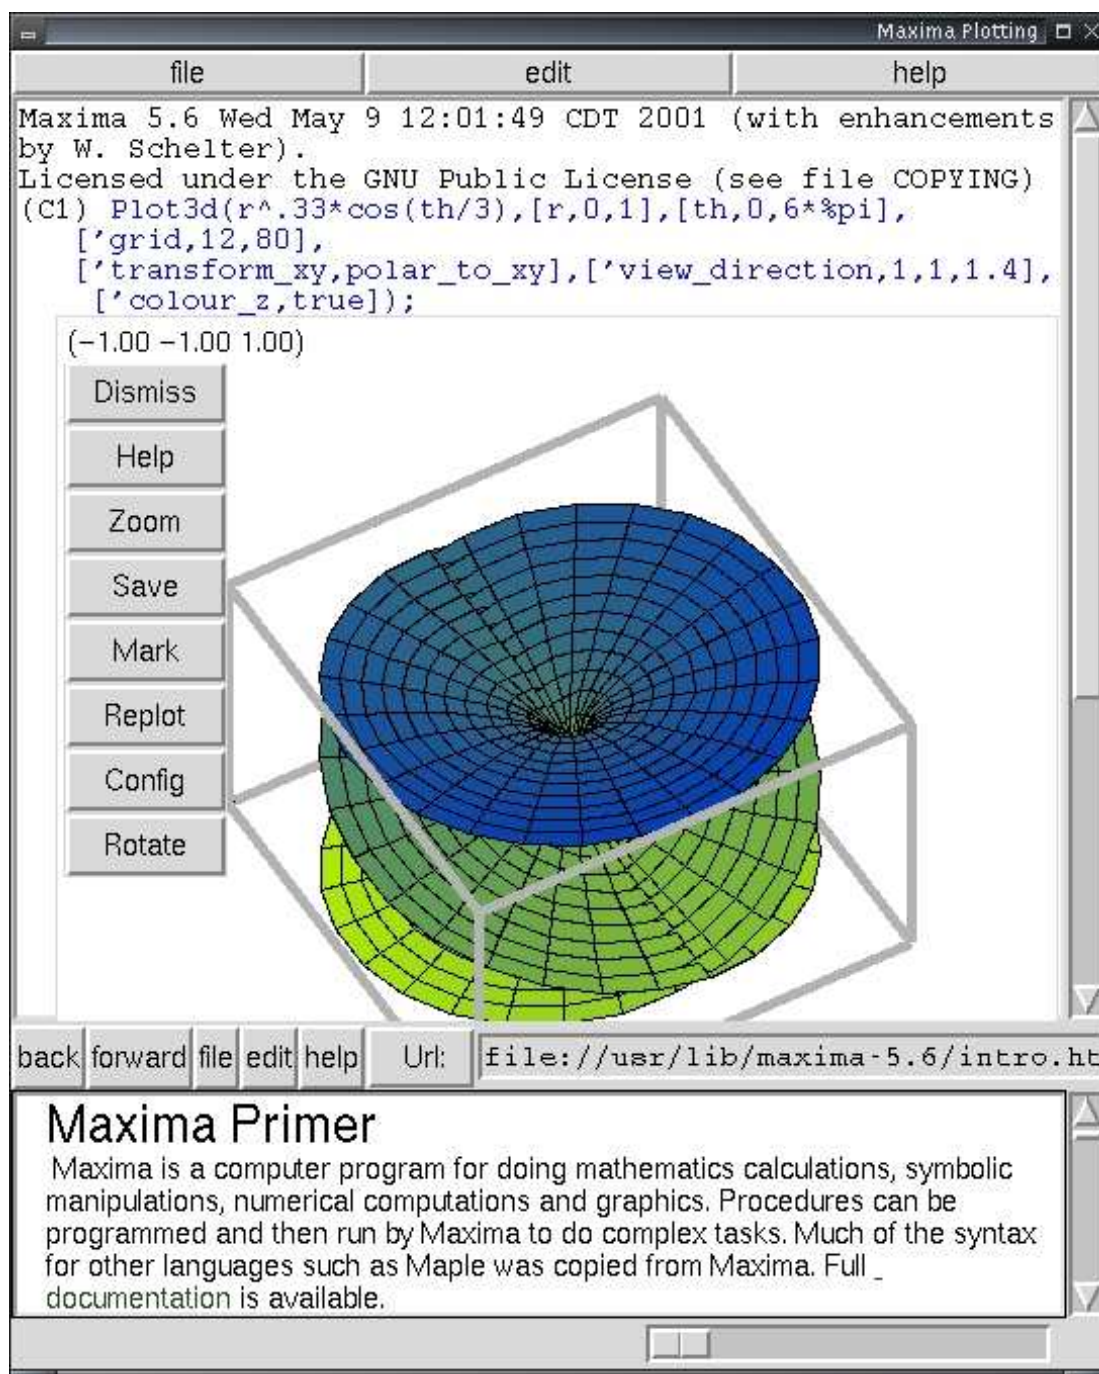 Maxima Plotting
file edit help
Maxima 5.6 Wed May 9 12:01:49 CDT 2001 (with enhancements
by W. Schelter).
Licensed under the GNU Public License (see file COPYING)
(C1) Plot3d(r^.33*cos(th/3),[r,0,1],[th,0,6*%pi],
['grid,12,80],
['transform_xy,polar_to_xy],['view_direction,1,1,1.4],
['colour_z,true]);
(-1.00 -1.00 1.00)
Dismiss
Help
Zoom
Save
Mark
Replot
Config
Rotate
back forward file edit help Url: file://usr/lib/maxima-5.6/intro.ht
Maxima Primer
Maxima is a computer program for doing mathematics calculations, symbolic
manipulations, numerical computations and graphics. Procedures can be
programmed and then run by Maxima to do complex tasks. Much of the syntax
for other languages such as Maple was copied from Maxima. Full _
documentation is available.